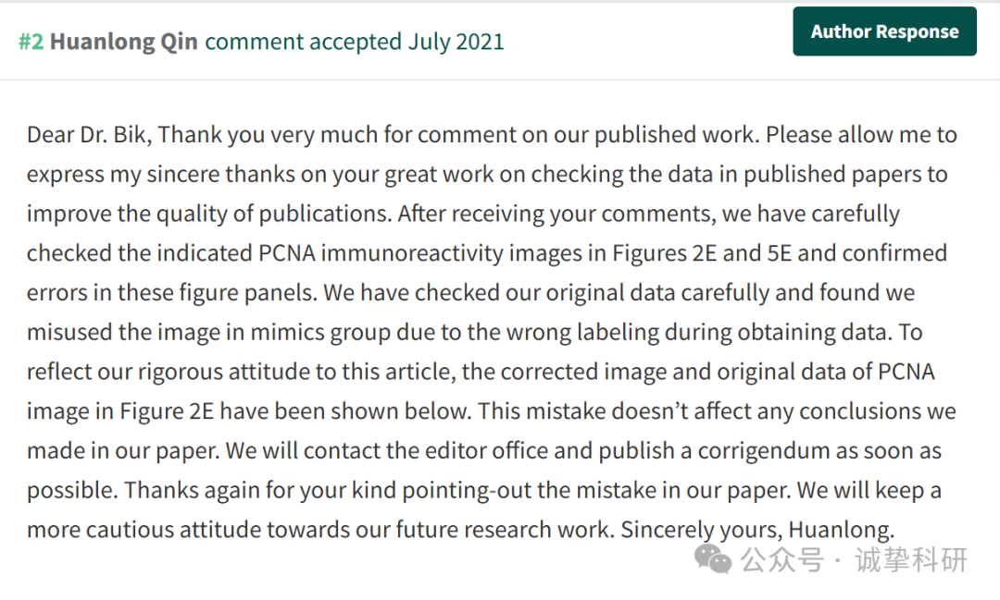 #2 Huanlong Qin comment accepted July 2021
Author Response
Dear Dr. Bik, Thank you very much for comment on our published work. Please allow me to
express my sincere thanks on your great work on checking the data in published papers to
improve the quality of publications. After receiving your comments, we have carefully
checked the indicated PCNA immunoreactivity images in Figures 2E and 5E and confirmed
errors in these figure panels. We have checked our original data carefully and found we
misused the image in mimics group due to the wrong labeling during obtaining data. To
reflect our rigorous attitude to this article, the corrected image and original data of PCNA
image in Figure 2E have been shown below. This mistake doesn’t affect any conclusions we
made in our paper. We will contact the editor office and publish a corrigendum as soon as
possible. Thanks again for your kind pointing-out the mistake in our paper. We will keep a
more cautious attitude towards our future research work. Sincerely yours, Huanlong.
公众号 · 诚挚科研